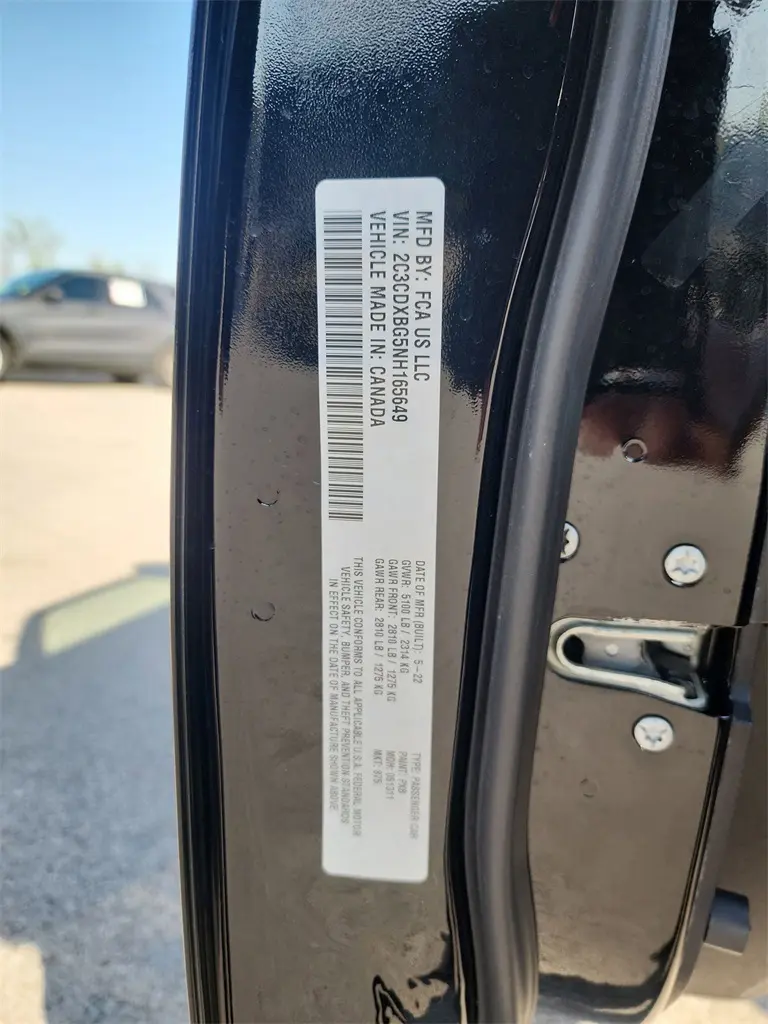 MFD BY: FCA US LLC
VIN: 2C3CDXBG5NH165649
VEHICLE MADE IN: CANADA
DATE OF MFR (BUILT): 5-22
GVWR: 5100 LB / 2314 KG
GAWR FRONT: 2810 LB / 1275 KG
GAWR REAR: 2810 LB / 1275 KG
TYPE: PASSENGER CAR
PAINT: PX8
MDH: 051311
MKT:
THIS VEHICLE CONFORMS TO ALL APPLICABLE U.S.A. FEDERAL MOTOR
VEHICLE SAFETY, BUMPER, AND THEFT PREVENTION STANDARDS
IN EFFECT ON THE DATE OF MANUFACTURE SHOWN ABOVE.